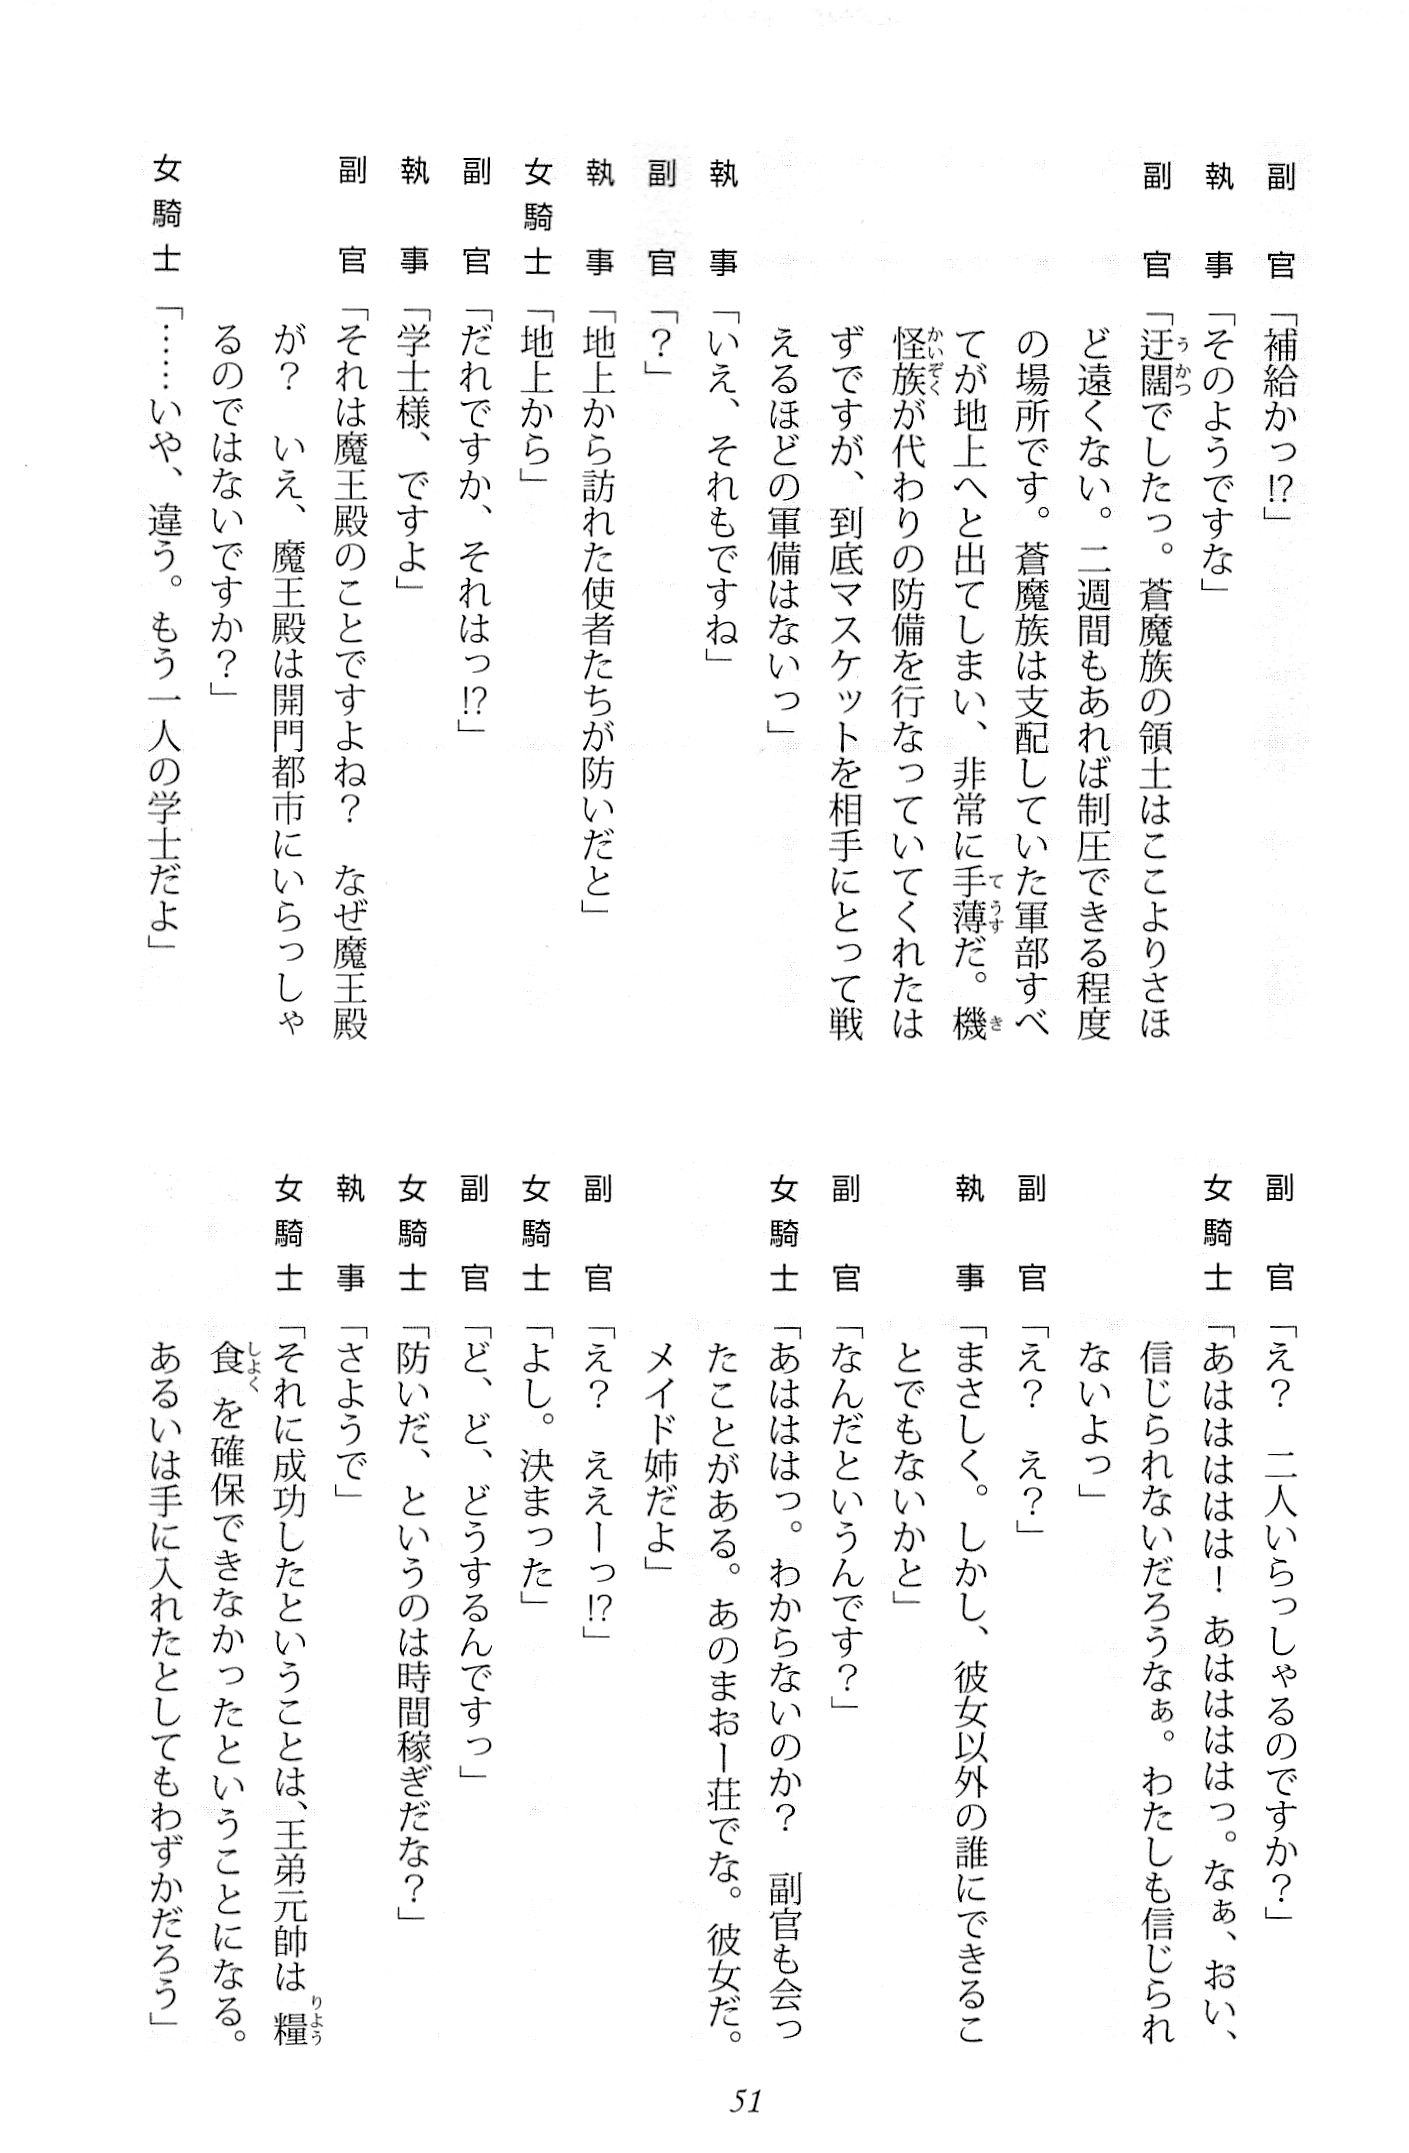 副官「補給かっ!?」
執事「そのようですな」
副官「迂闊でしたっ。蒼魔族の領土はここよりさほ
ど遠くない。二週間もあれば制圧できる程度
の場所です。蒼魔族は支配していた軍部すべ
てが地上へと出てしまい、非常に手薄だ。機
怪族が代わりの防備を行なっていてくれたは
ずですが、到底マスケットを相手にとって戦
えるほどの軍備はないっ」
執事「いえ、それもですね」
副官「？」
執事「地上から訪れた使者たちが防いだと」
女騎士「地上から」
副官「だれですか、それはっ!?」
執事「学士様、ですよ」
副官「それは魔王殿のことですよね？　なぜ魔王殿
が？　いえ、魔王殿は開門都市にいらっしゃ
るのではないですか？」
女騎士「……いや、違う。もう一人の学士だよ」
副官「え？　二人いらっしゃるのですか？」
女騎士「あはははは！　あははははっ。なぁ、おい、
信じられないだろうなぁ。わたしも信じられ
ないよっ」
副官「え？　え？」
執事「まさしく。しかし、彼女以外の誰にできるこ
とでもないかと」
副官「なんだというんです？」
女騎士「あはははっ。わからないのか？　副官も会っ
たことがある。あのまおー荘でな。彼女だ。
メイド姉だよ」
副官「え？　ええーっ!?」
女騎士「よし。決まった」
副官「ど、ど、どうするんですっ」
女騎士「防いだ、というのは時間稼ぎだな？」
執事「さようで」
女騎士「それに成功したということは、王弟元帥は糧
食を確保できなかったということになる。
あるいは手に入れたとしてもわずかだろう」
51